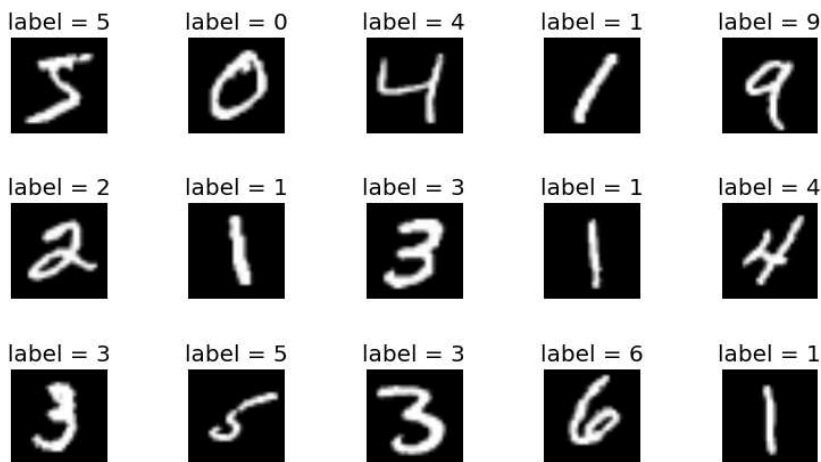 label = 5 label = 0 label = 4 label = 1 label = 9
5 0 4 1 9
label = 2 label = 1 label = 3 label = 1 label = 4
2 1 3 1 4
label = 3 label = 5 label = 3 label = 6 label = 1
3 5 3 6 1